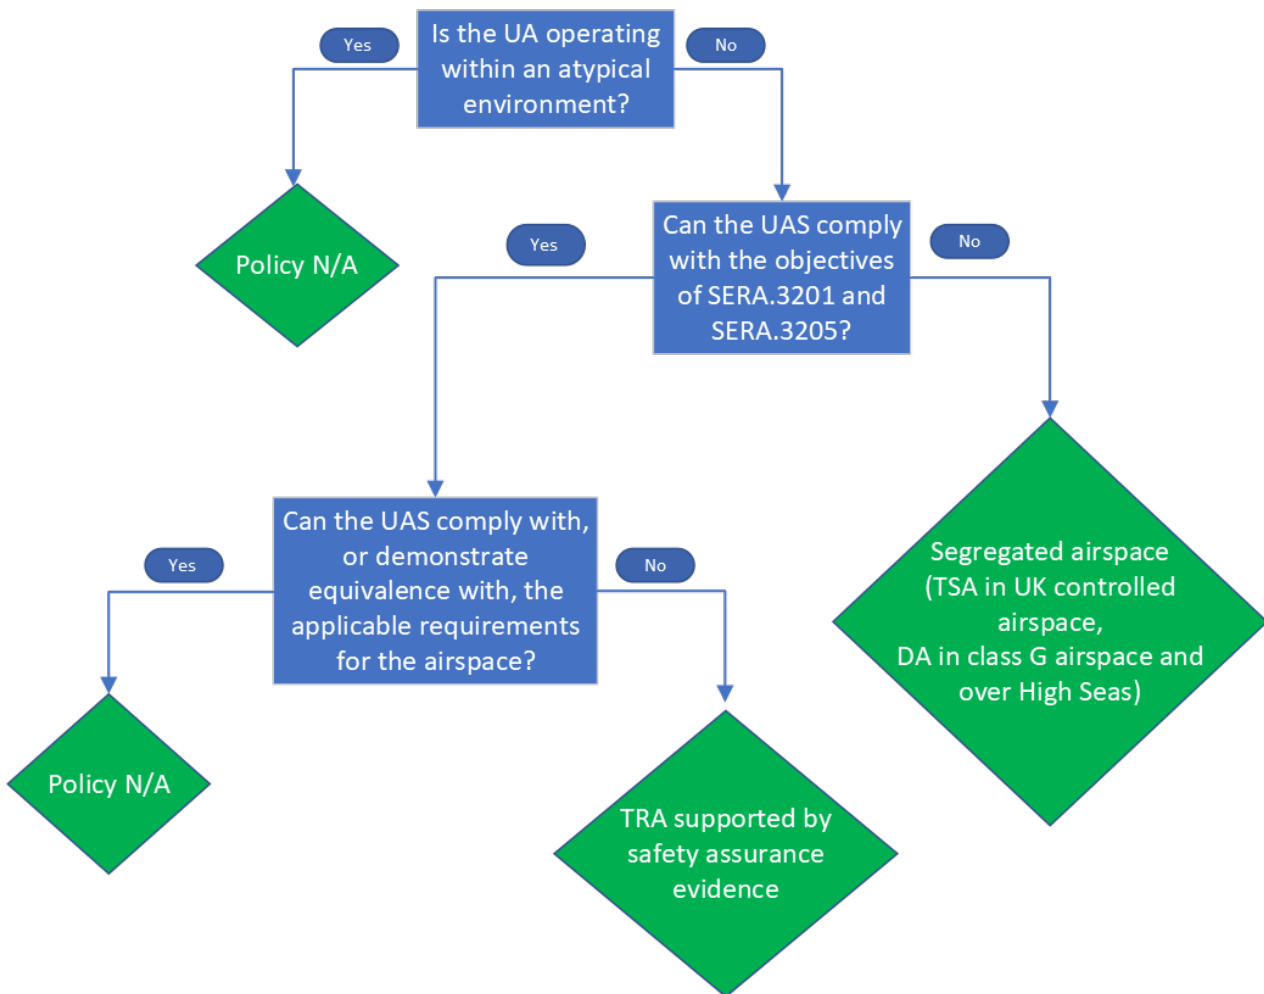 Is the UA operating
within an atypical
environment?
Yes
No
Policy N/A
Can the UAS comply
with the objectives
of SERA.3201 and
SERA.3205?
Yes
No
Can the UAS comply with,
or demonstrate
equivalence with, the
applicable requirements
for the airspace?
Yes
No
Segregated airspace
(TSA in UK controlled
airspace,
DA in class G airspace and
over High Seas)
Policy N/A
TRA supported by
safety assurance
evidence